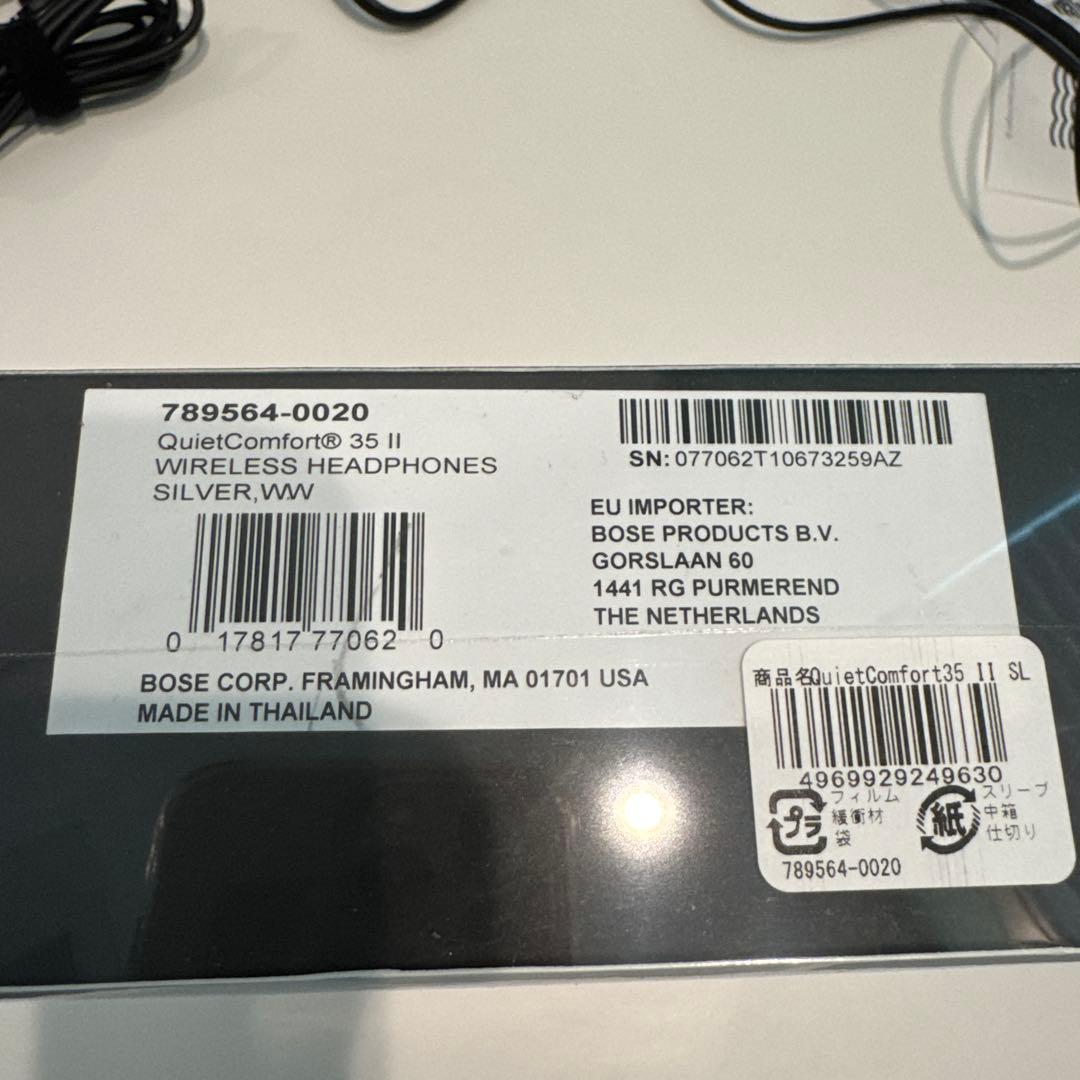 789564-0020
QuietComfort® 35 II
WIRELESS HEADPHONES
SILVER,WW
0 17817 77062 0
BOSE CORP. FRAMINGHAM, MA 01701 USA
MADE IN THAILAND
SN: 077062T10673259AZ
EU IMPORTER:
BOSE PRODUCTS B.V.
GORSLAAN 60
1441 RG PURMEREND
THE NETHERLANDS
商品名QuietComfort35 II SL
4969929249630
プラ
フィルム
緩衝材
袋
紙
スリーブ
中箱
仕切り
789564-0020